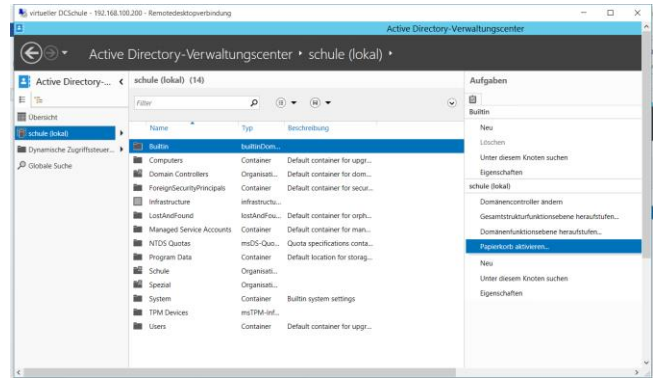 virtueller DCSchule - 192.168.100.200 - Remotedesktopverbindung
Active Directory-Verwaltungscenter
Active Directory-Verwaltungscenter • schule (lokal) •
Active Directory-...
Übersicht
schule (lokal)
Dynamische Zugriffssteuer...
Globale Suche
schule (lokal) (14)
Filter
Name Typ Beschreibung
Builtin builtinDom...
Computers Container Default container for upgr...
Domain Controllers Organisati... Default container for dom...
ForeignSecurityPrincipals Container Default container for secur...
Infrastructure infrastructu...
LostAndFound lostAndFou... Default container for orph...
Managed Service Accounts Container Default container for man...
NTDS Quotas msDS-Quo... Quota specifications conta...
Program Data Container Default location for storag...
Schule Organisati...
Spezial Organisati...
System Container Builtin system settings
TPM Devices msTPM-Inf...
Users Container Default container for upgr...
Aufgaben
Builtin
Neu
Löschen
Unter diesem Knoten suchen
Eigenschaften
schule (lokal)
Domänencontroller ändern
Gesamtstrukturfunktionsebene heraufstufen...
Domänenfunktionsebene heraufstufen...
Papierkorb aktivieren...
Neu
Unter diesem Knoten suchen
Eigenschaften